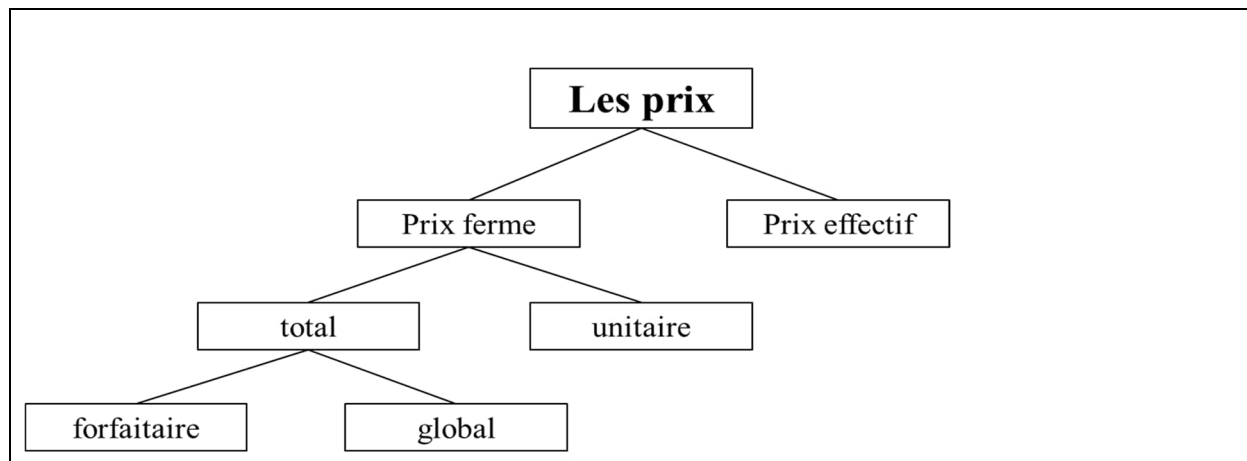 Les prix
Prix ferme
Prix effectif
total
unitaire
forfaitaire
global